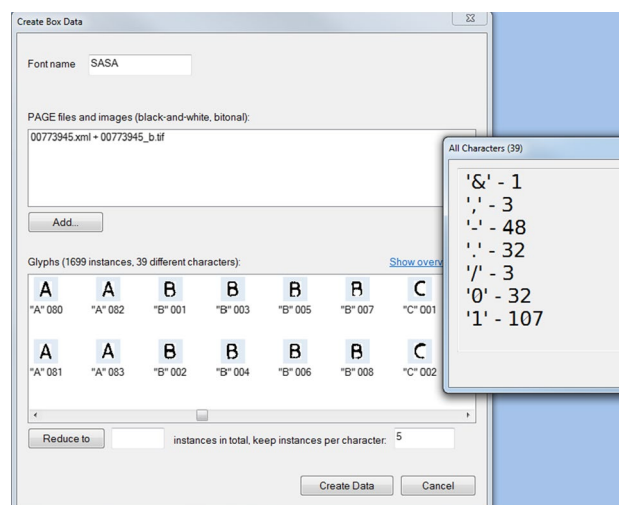 Create Box Data
Font name SASA
PAGE files and images (black-and-white, bitonal):
00773945.xml + 00773945_b.tif
Add...
Glyphs (1699 instances, 39 different characters):
Show overv
A A B B B B C
"A" 080 "A" 082 "B" 001 "B" 003 "B" 005 "B" 007 "C" 001
A A B B B B C
"A" 081 "A" 083 "B" 002 "B" 004 "B" 006 "B" 008 "C" 002
Reduce to instances in total, keep instances per character: 5
Create Data Cancel
All Characters (39)
'&' - 1
',' - 3
'-' - 48
'.' - 32
'/' - 3
'0' - 32
'1' - 107